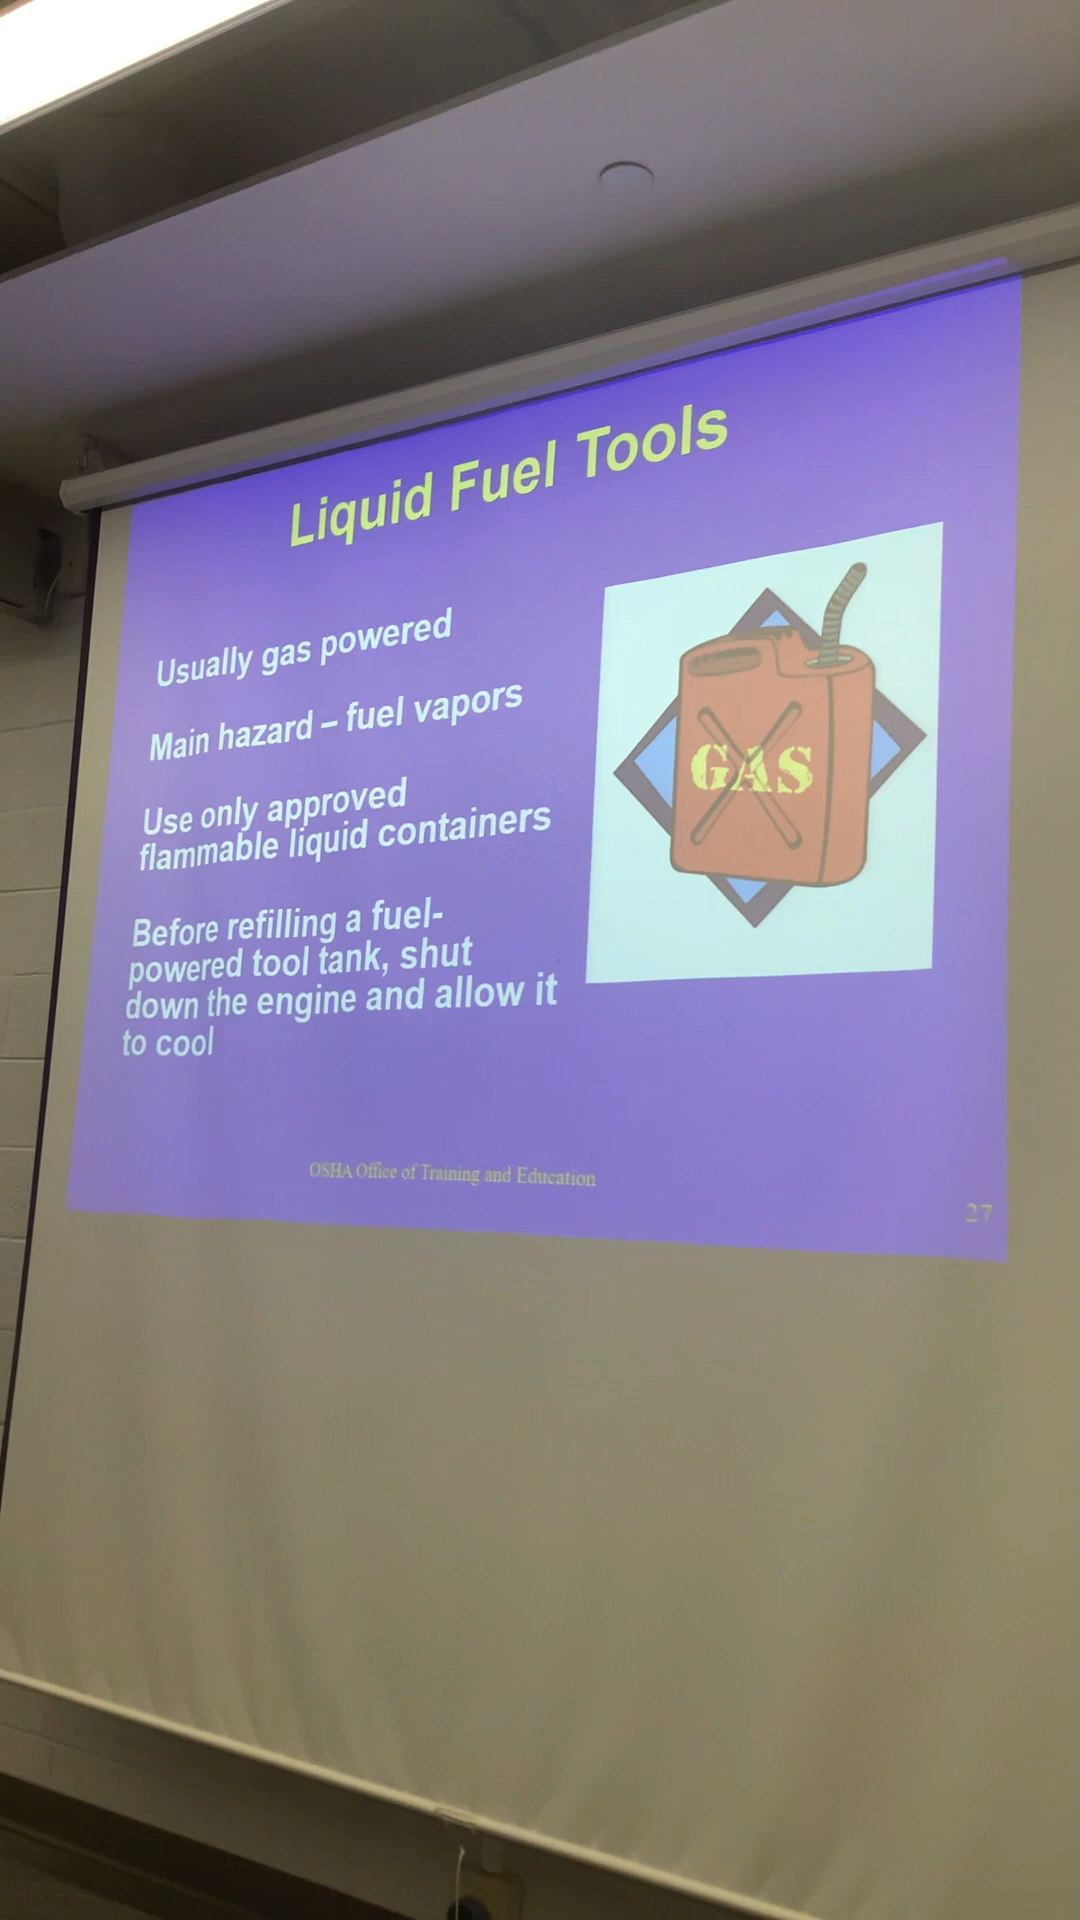 Liquid Fuel Tools
Usually gas powered
Main hazard – fuel vapors
Use only approved
flammable liquid containers
Before refilling a fuel-
powered tool tank, shut
down the engine and allow it
to cool
GAS
OSHA Office of Training and Education
27